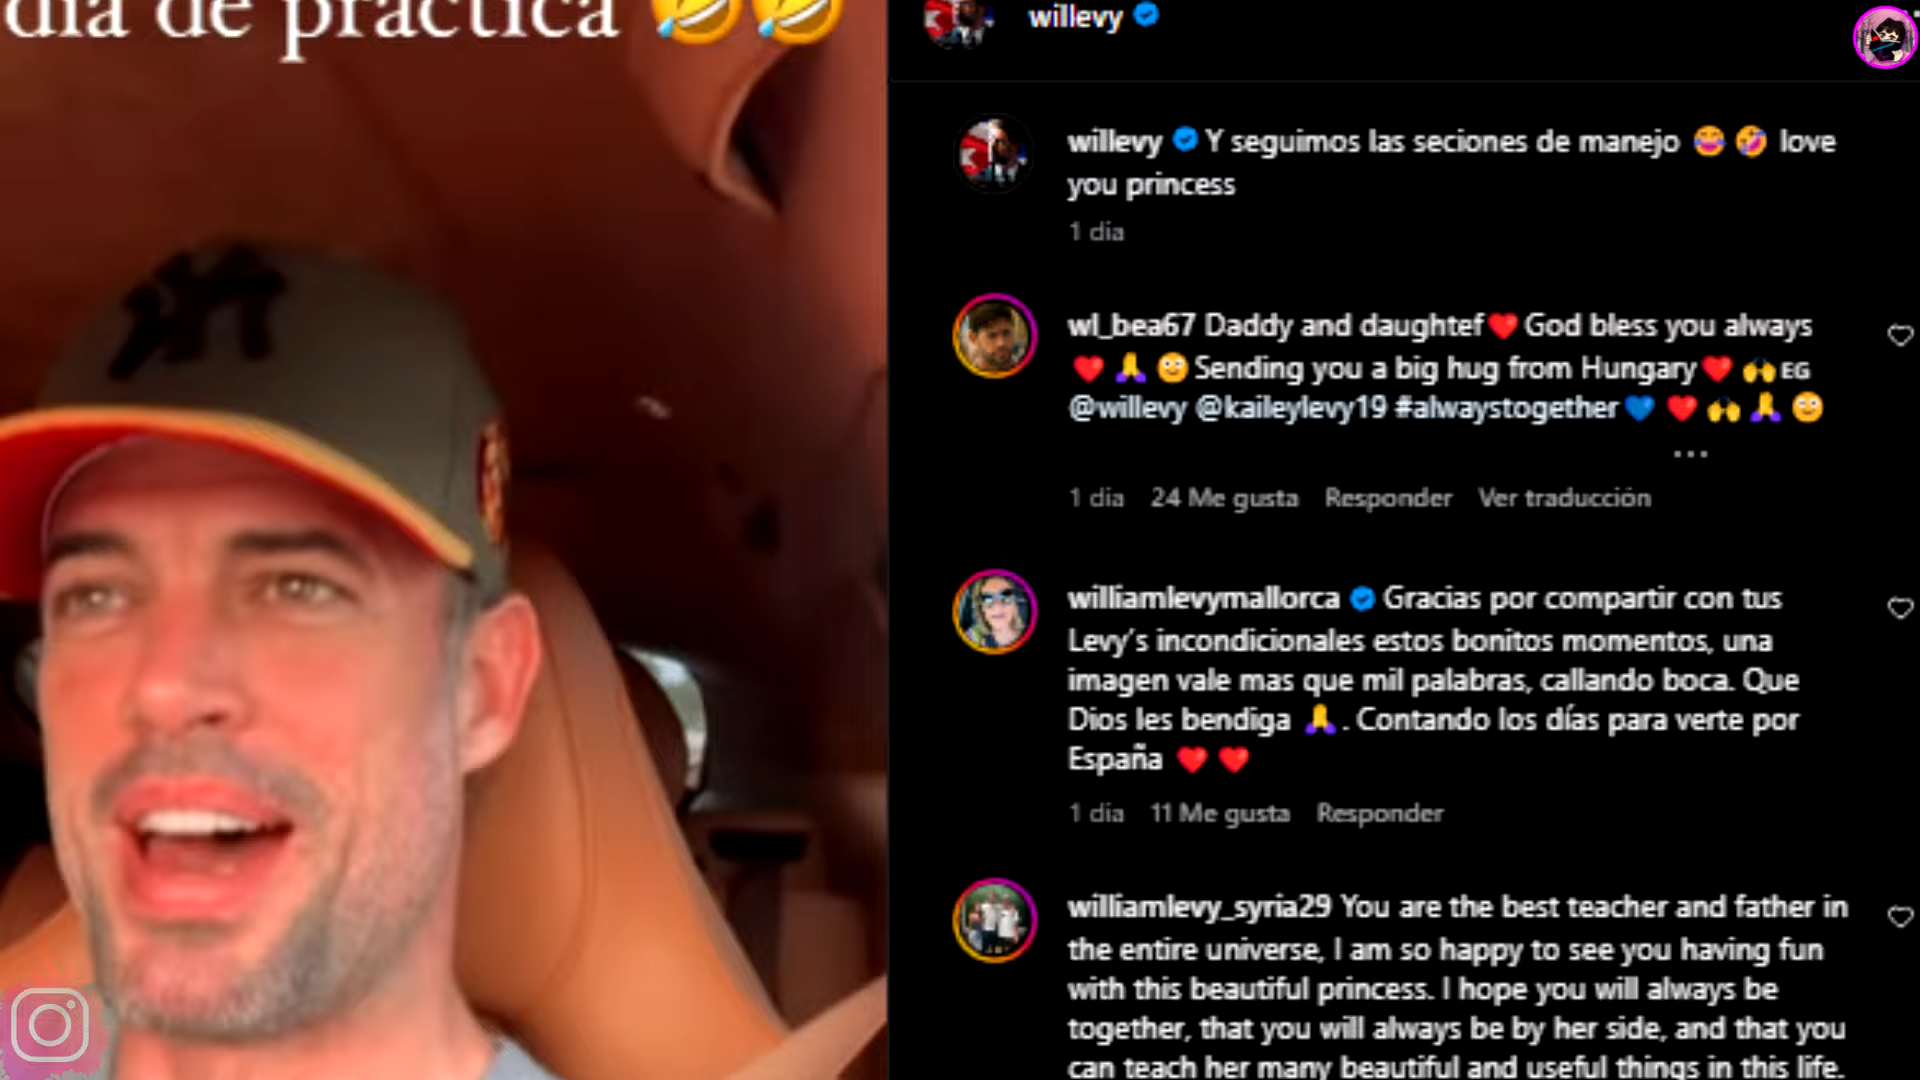 día de práctica 🤣🤣
willevy
willevy Y seguimos las seciones de manejo 😂 🤣 love
you princess
1 día
wl_bea67 Daddy and daughtef❤️God bless you always
❤️ 🙏 🥹 Sending you a big hug from Hungary❤️ 🙌 EG
@willevy @kaileylevy19 #alwaystogether💙 ❤️ 🙌 🙏 🥹
...
1 día 24 Me gusta Responder Ver traducción
williamlevymallorca Gracias por compartir con tus
Levy's incondicionales estos bonitos momentos, una
imagen vale mas que mil palabras, callando boca. Que
Dios les bendiga 🙏. Contando los días para verte por
España ❤️ ❤️
1 día 11 Me gusta Responder
williamlevy_syria29 You are the best teacher and father in
the entire universe, I am so happy to see you having fun
with this beautiful princess. I hope you will always be
together, that you will always be by her side, and that you
can teach her many beautiful and useful things in this life.